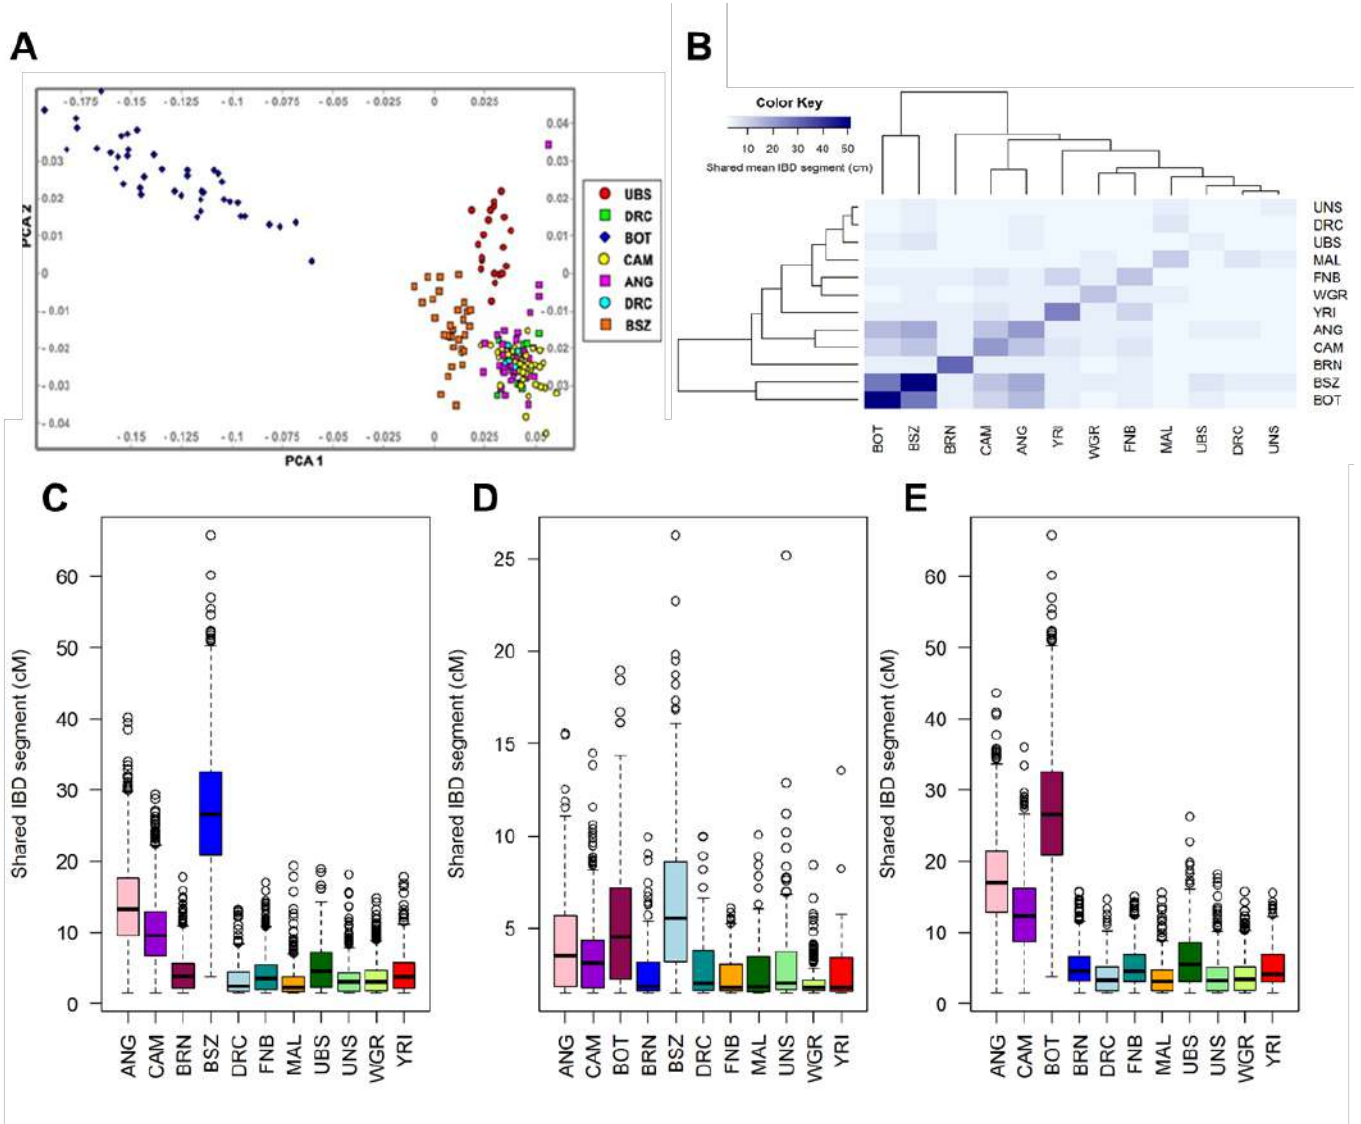 A
- 0.175 - 0.15 - 0.125 - 0.1 - 0.075 - 0.05 - 0.025 0 0.025
0.04
0.03 0.03
0.02 0.02
0.01 0.01
0 0
-0.01 -0.01
-0.02 -0.02
-0.03 0.03
-0.04
- 0.15 - 0.125 - 0.1 - 0.075 - 0.05 - 0.025 0 0.025 0.05
PCA 2
PCA 1
UBS
DRC
BOT
CAM
ANG
DRC
BSZ
B
Color Key
10 20 30 40 50
Shared mean IBD segment (cm)
UNS
DRC
UBS
MAL
FNB
WGR
YRI
ANG
CAM
BRN
BSZ
BOT
BOT BSZ BRN CAM ANG YRI WGR FNB MAL UBS DRC UNS
C
Shared IBD segment (cM)
60
50
40
30
20
10
0
ANG CAM BRN BSZ DRC FNB MAL UBS UNS WGR YRI
D
Shared IBD segment (cM)
25
20
15
10
5
ANG CAM BOT BRN BSZ DRC FNB MAL UNS WGR YRI
E
Shared IBD segment (cM)
60
50
40
30
20
10
0
ANG CAM BOT BRN DRC FNB MAL UBS UNS WGR YRI